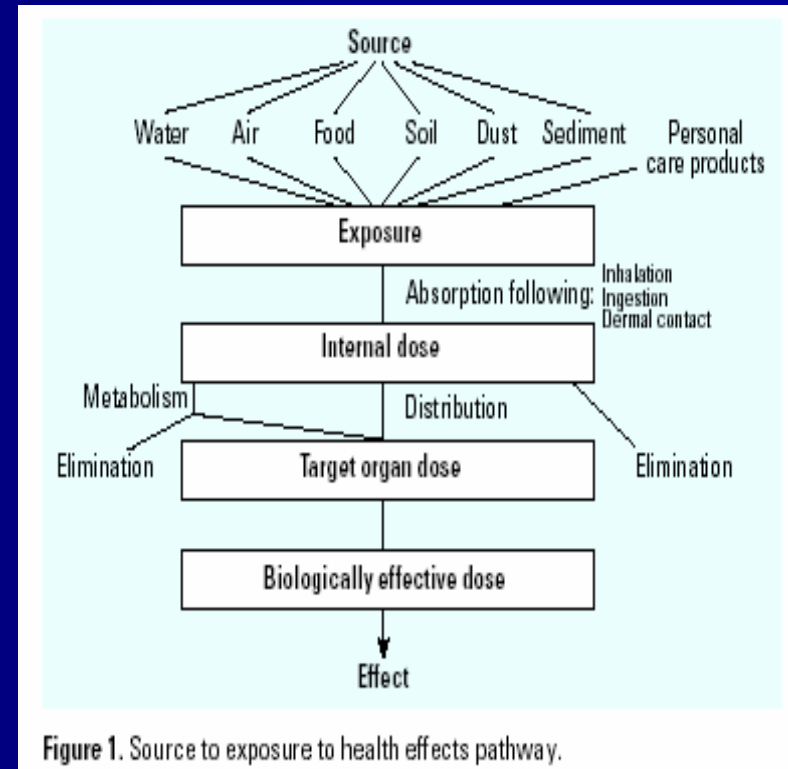 Source
Water Air Food Soil Dust Sediment Personal
care products
Exposure
Absorption following: Inhalation
Ingestion
Dermal contact
Internal dose
Metabolism
Distribution
Elimination
Target organ dose
Elimination
Biologically effective dose
Effect
Figure 1. Source to exposure to health effects pathway.